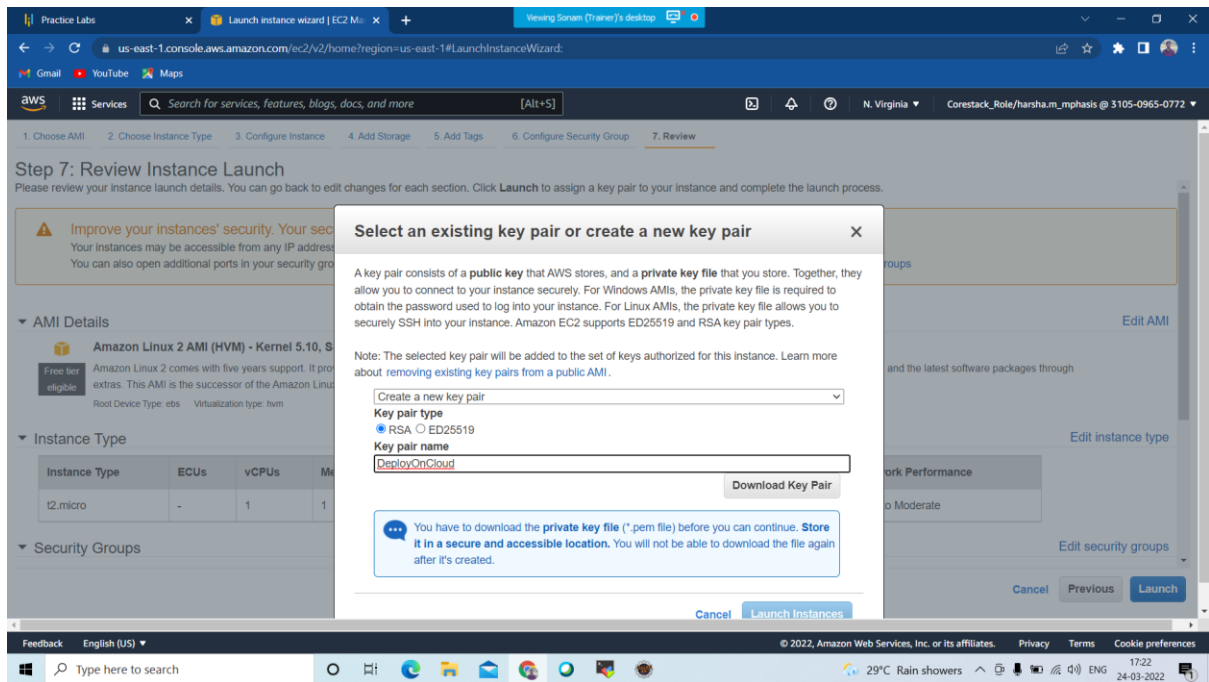 Practice Labs
Launch instance wizard | EC2 Ma
Viewing Sonam (Trainer)'s desktop
us-east-1.console.aws.amazon.com/ec2/v2/home?region=us-east-1#LaunchInstanceWizard:
Gmail YouTube Maps
aws Services Search for services, features, blogs, docs, and more [Alt+S] N. Virginia ▼ Corestack_Role/harsha.m_mphasis @ 3105-0965-0772 ▼
1. Choose AMI 2. Choose Instance Type 3. Configure Instance 4. Add Storage 5. Add Tags 6. Configure Security Group 7. Review
Step 7: Review Instance Launch
Please review your instance launch details. You can go back to edit changes for each section. Click Launch to assign a key pair to your instance and complete the launch process.
Improve your instances' security. Your sec
Your instances may be accessible from any IP address
You can also open additional ports in your security gro
roups
AMI Details
Edit AMI
Amazon Linux 2 AMI (HVM) - Kernel 5.10, S
Free tier eligible
Amazon Linux 2 comes with five years support. It pro
and the latest software packages through
extras. This AMI is the successor of the Amazon Linu
Root Device Type: ebs Virtualization type: hvm
Instance Type
Edit instance type
Instance Type ECUs vCPUs Me
ork Performance
t2.micro - 1 1
o Moderate
Security Groups
Edit security groups
Cancel Previous Launch
Select an existing key pair or create a new key pair
A key pair consists of a public key that AWS stores, and a private key file that you store. Together, they
allow you to connect to your instance securely. For Windows AMIs, the private key file is required to
obtain the password used to log into your instance. For Linux AMIs, the private key file allows you to
securely SSH into your instance. Amazon EC2 supports ED25519 and RSA key pair types.
Note: The selected key pair will be added to the set of keys authorized for this instance. Learn more
about removing existing key pairs from a public AMI.
Create a new key pair
Key pair type
RSA ED25519
Key pair name
DeployOnCloud
Download Key Pair
You have to download the private key file (*.pem file) before you can continue. Store
it in a secure and accessible location. You will not be able to download the file again
after it's created.
Cancel Launch Instances
Feedback English (US) ▼ © 2022, Amazon Web Services, Inc. or its affiliates. Privacy Terms Cookie preferences
Type here to search
29°C Rain showers ENG 17:22
24-03-2022